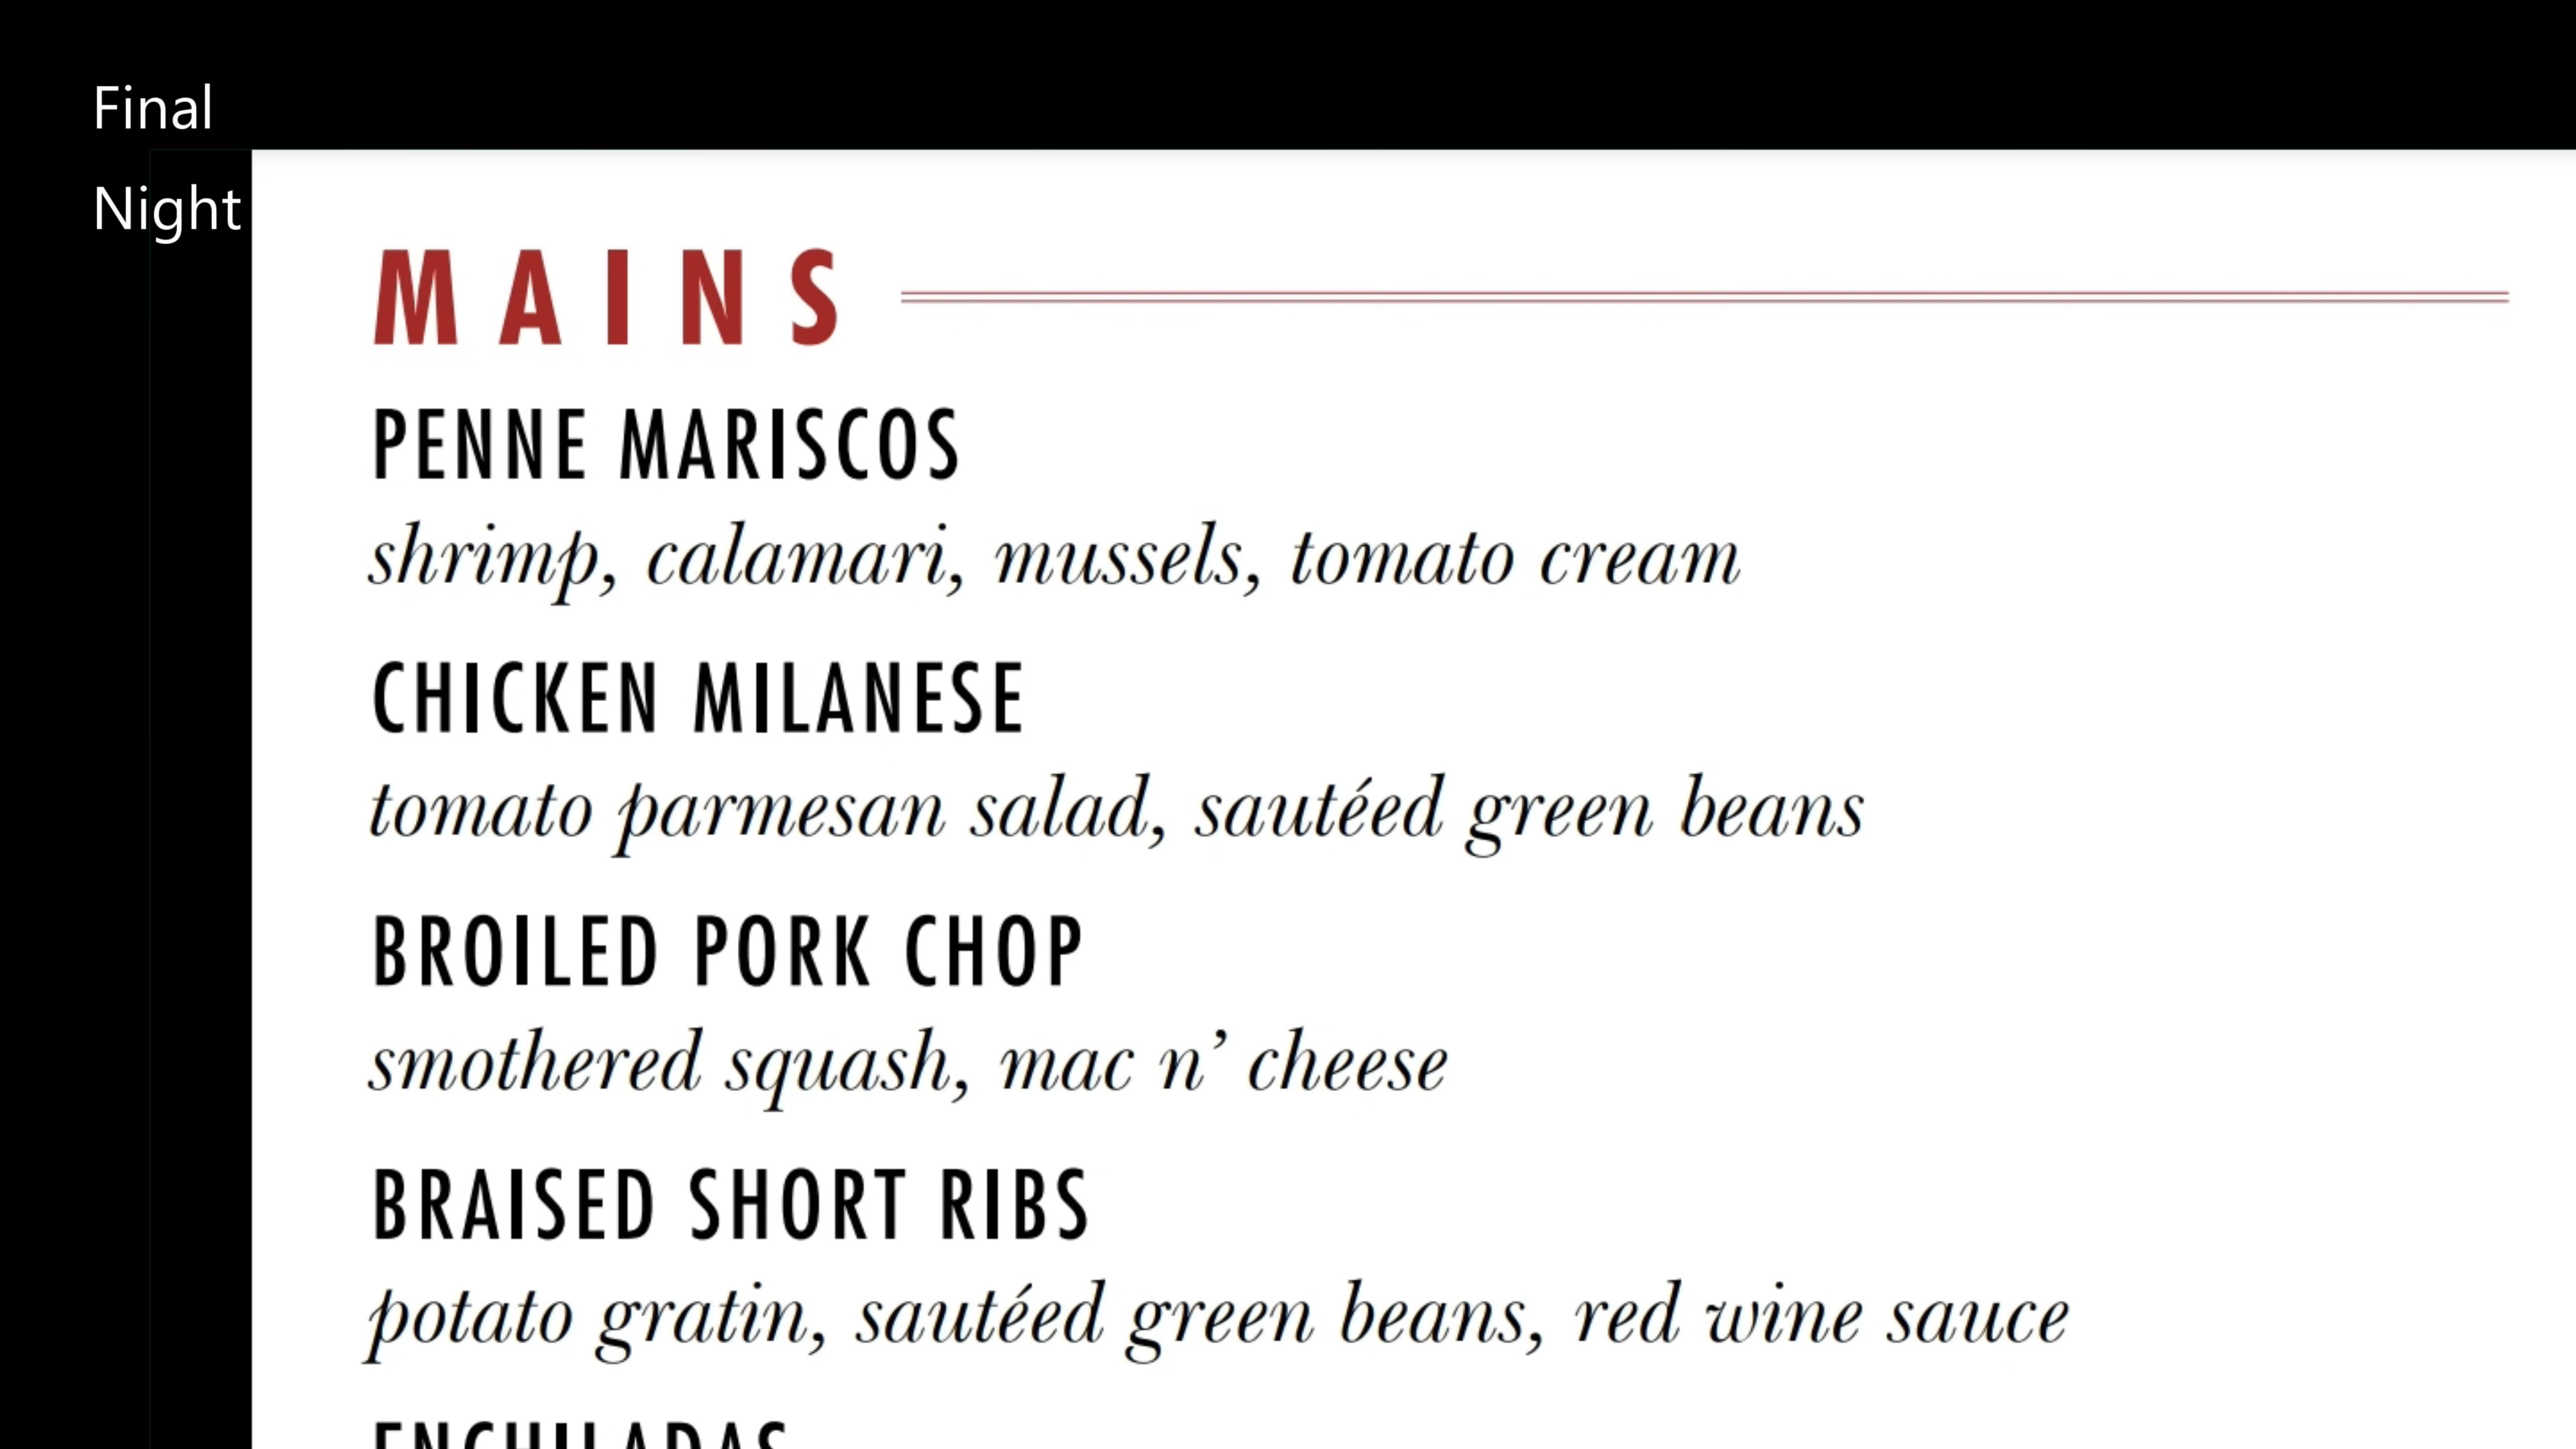 Final
Night
MAINS
PENNE MARISCOS
shrimp, calamari, mussels, tomato cream
CHICKEN MILANESE
tomato parmesan salad, sautéed green beans
BROILED PORK CHOP
smothered squash, mac n’ cheese
BRAISED SHORT RIBS
potato gratin, sautéed green beans, red wine sauce
ENCHILADAS